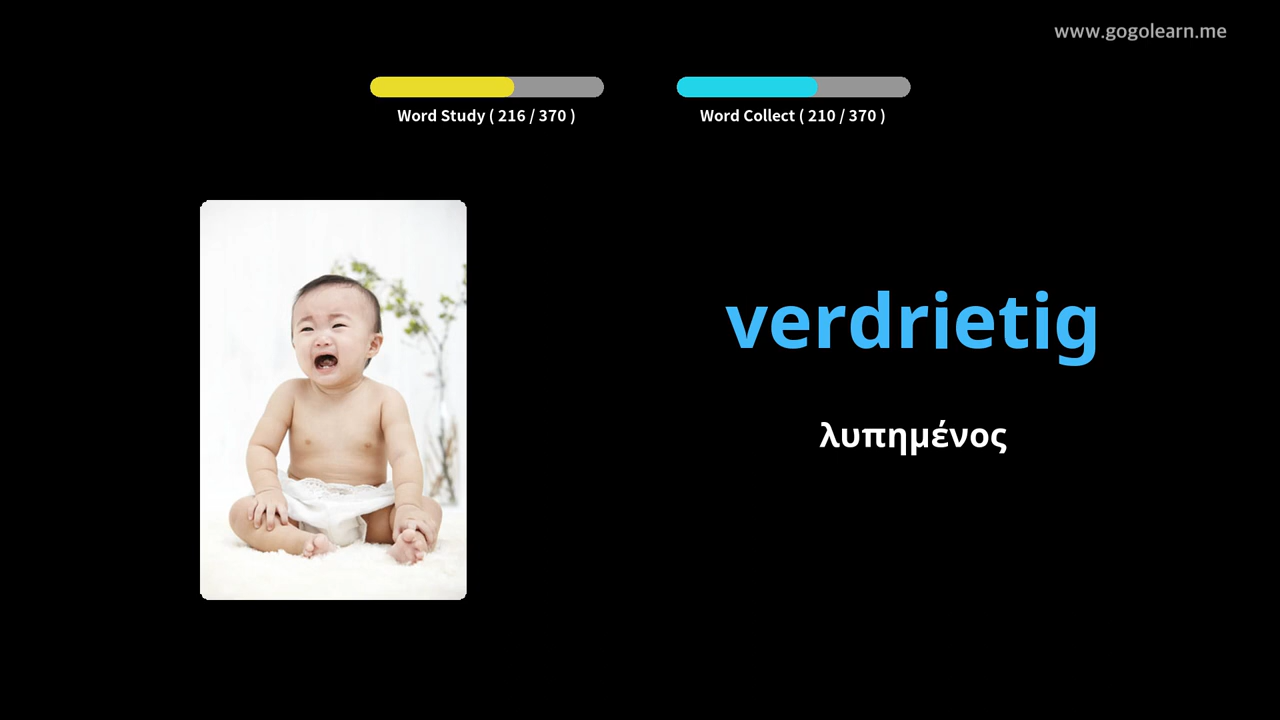 www.gogolearn.me
Word Study ( 216 / 370 )
Word Collect ( 210 / 370 )
verdrietig
λυπημένος